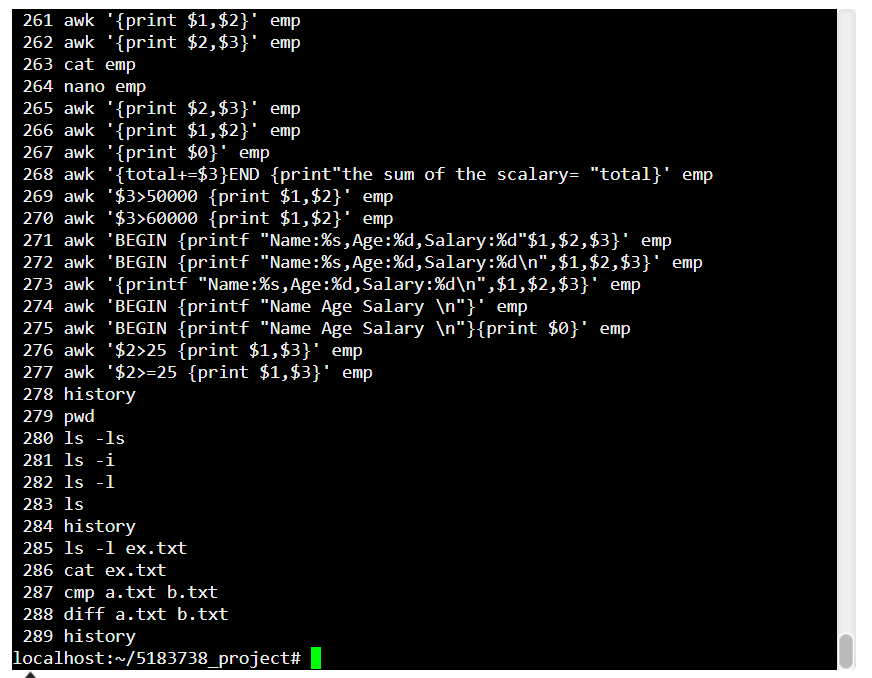 261 awk '{print $1,$2}' emp
262 awk '{print $2,$3}' emp
263 cat emp
264 nano emp
265 awk '{print $2,$3}' emp
266 awk '{print $1,$2}' emp
267 awk '{print $0}' emp
268 awk '{total+=$3}END {print"the sum of the scalary= "total}' emp
269 awk '$3>50000 {print $1,$2}' emp
270 awk '$3>60000 {print $1,$2}' emp
271 awk 'BEGIN {printf "Name:%s,Age:%d,Salary:%d"$1,$2,$3}' emp
272 awk 'BEGIN {printf "Name:%s,Age:%d,Salary:%d\n",$1,$2,$3}' emp
273 awk '{printf "Name:%s,Age:%d,Salary:%d\n",$1,$2,$3}' emp
274 awk 'BEGIN {printf "Name Age Salary \n"}' emp
275 awk 'BEGIN {printf "Name Age Salary \n"}{print $0}' emp
276 awk '$2>25 {print $1,$3}' emp
277 awk '$2>=25 {print $1,$3}' emp
278 history
279 pwd
280 ls -ls
281 ls -i
282 ls -l
283 ls
284 history
285 ls -l ex.txt
286 cat ex.txt
287 cmp a.txt b.txt
288 diff a.txt b.txt
289 history
localhost:~/5183738_project#